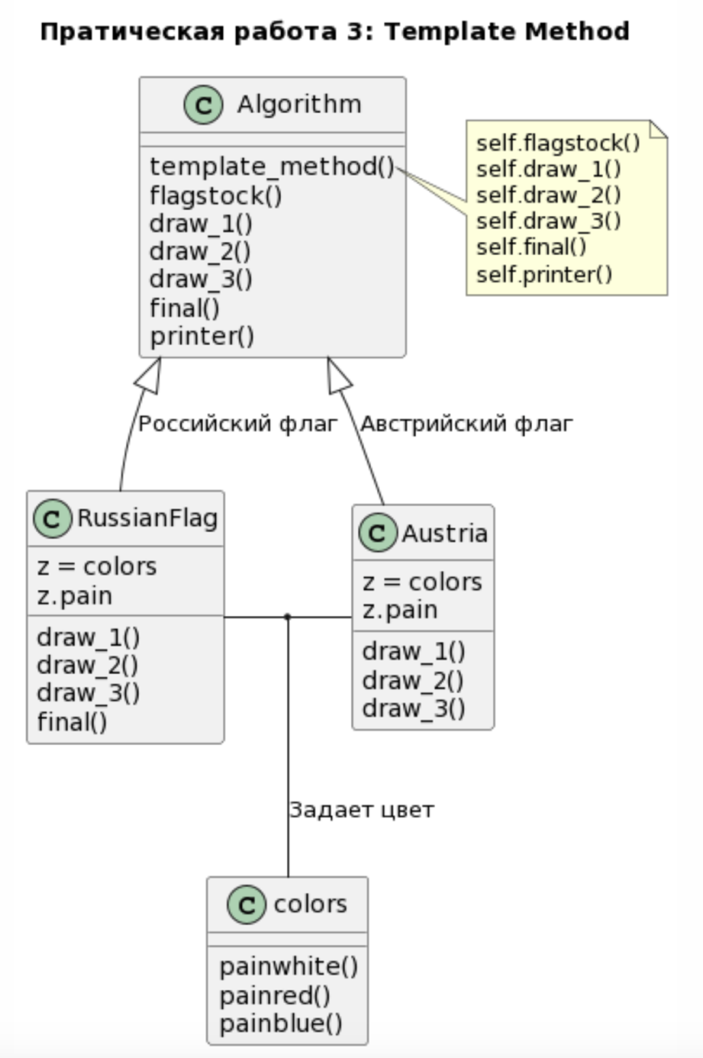 Пратическая работа 3: Template Method
C Algorithm
template_method()
flagstock()
draw_1()
draw_2()
draw_3()
final()
printer()
self.flagstock()
self.draw_1()
self.draw_2()
self.draw_3()
self.final()
self.printer()
Российский флаг
Австрийский флаг
C RussianFlag
z = colors
z.pain
draw_1()
draw_2()
draw_3()
final()
C Austria
z = colors
z.pain
draw_1()
draw_2()
draw_3()
Задает цвет
C colors
painwhite()
painred()
painblue()